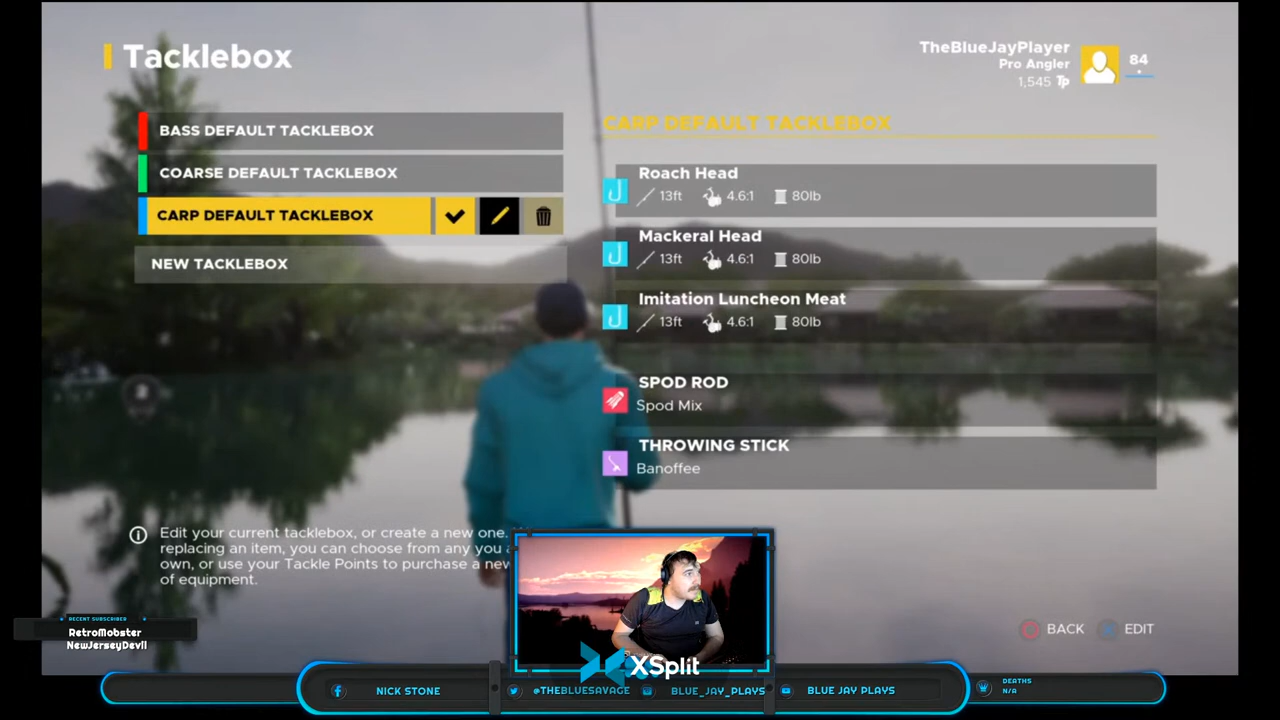 Tacklebox
TheBlueJayPlayer
Pro Angler
84
1,545 Tp
BASS DEFAULT TACKLEBOX
COARSE DEFAULT TACKLEBOX
CARP DEFAULT TACKLEBOX
NEW TACKLEBOX
CARP DEFAULT TACKLEBOX
Roach Head
13ft 4.6:1 80lb
Mackeral Head
13ft 4.6:1 80lb
Imitation Luncheon Meat
13ft 4.6:1 80lb
SPOD ROD
Spod Mix
THROWING STICK
Banoffee
Edit your current tacklebox, or create a new one.
replacing an item, you can choose from any you a
own, or use your Tackle Points to purchase a new
of equipment.
BACK EDIT
RECENT SUBSCRIBER
RetroMobster
NewJerseyDevil
XSplit
NICK STONE @THEBLUESAVAGE BLUE_JAY_PLAYS BLUE JAY PLAYS
DEATHS
N/A